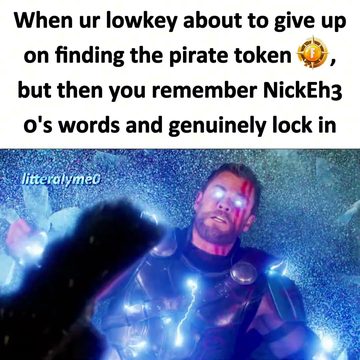 When ur lowkey about to give up
on finding the pirate token ,
but then you remember NickEh3
0's words and genuinely lock in
litteralyme0